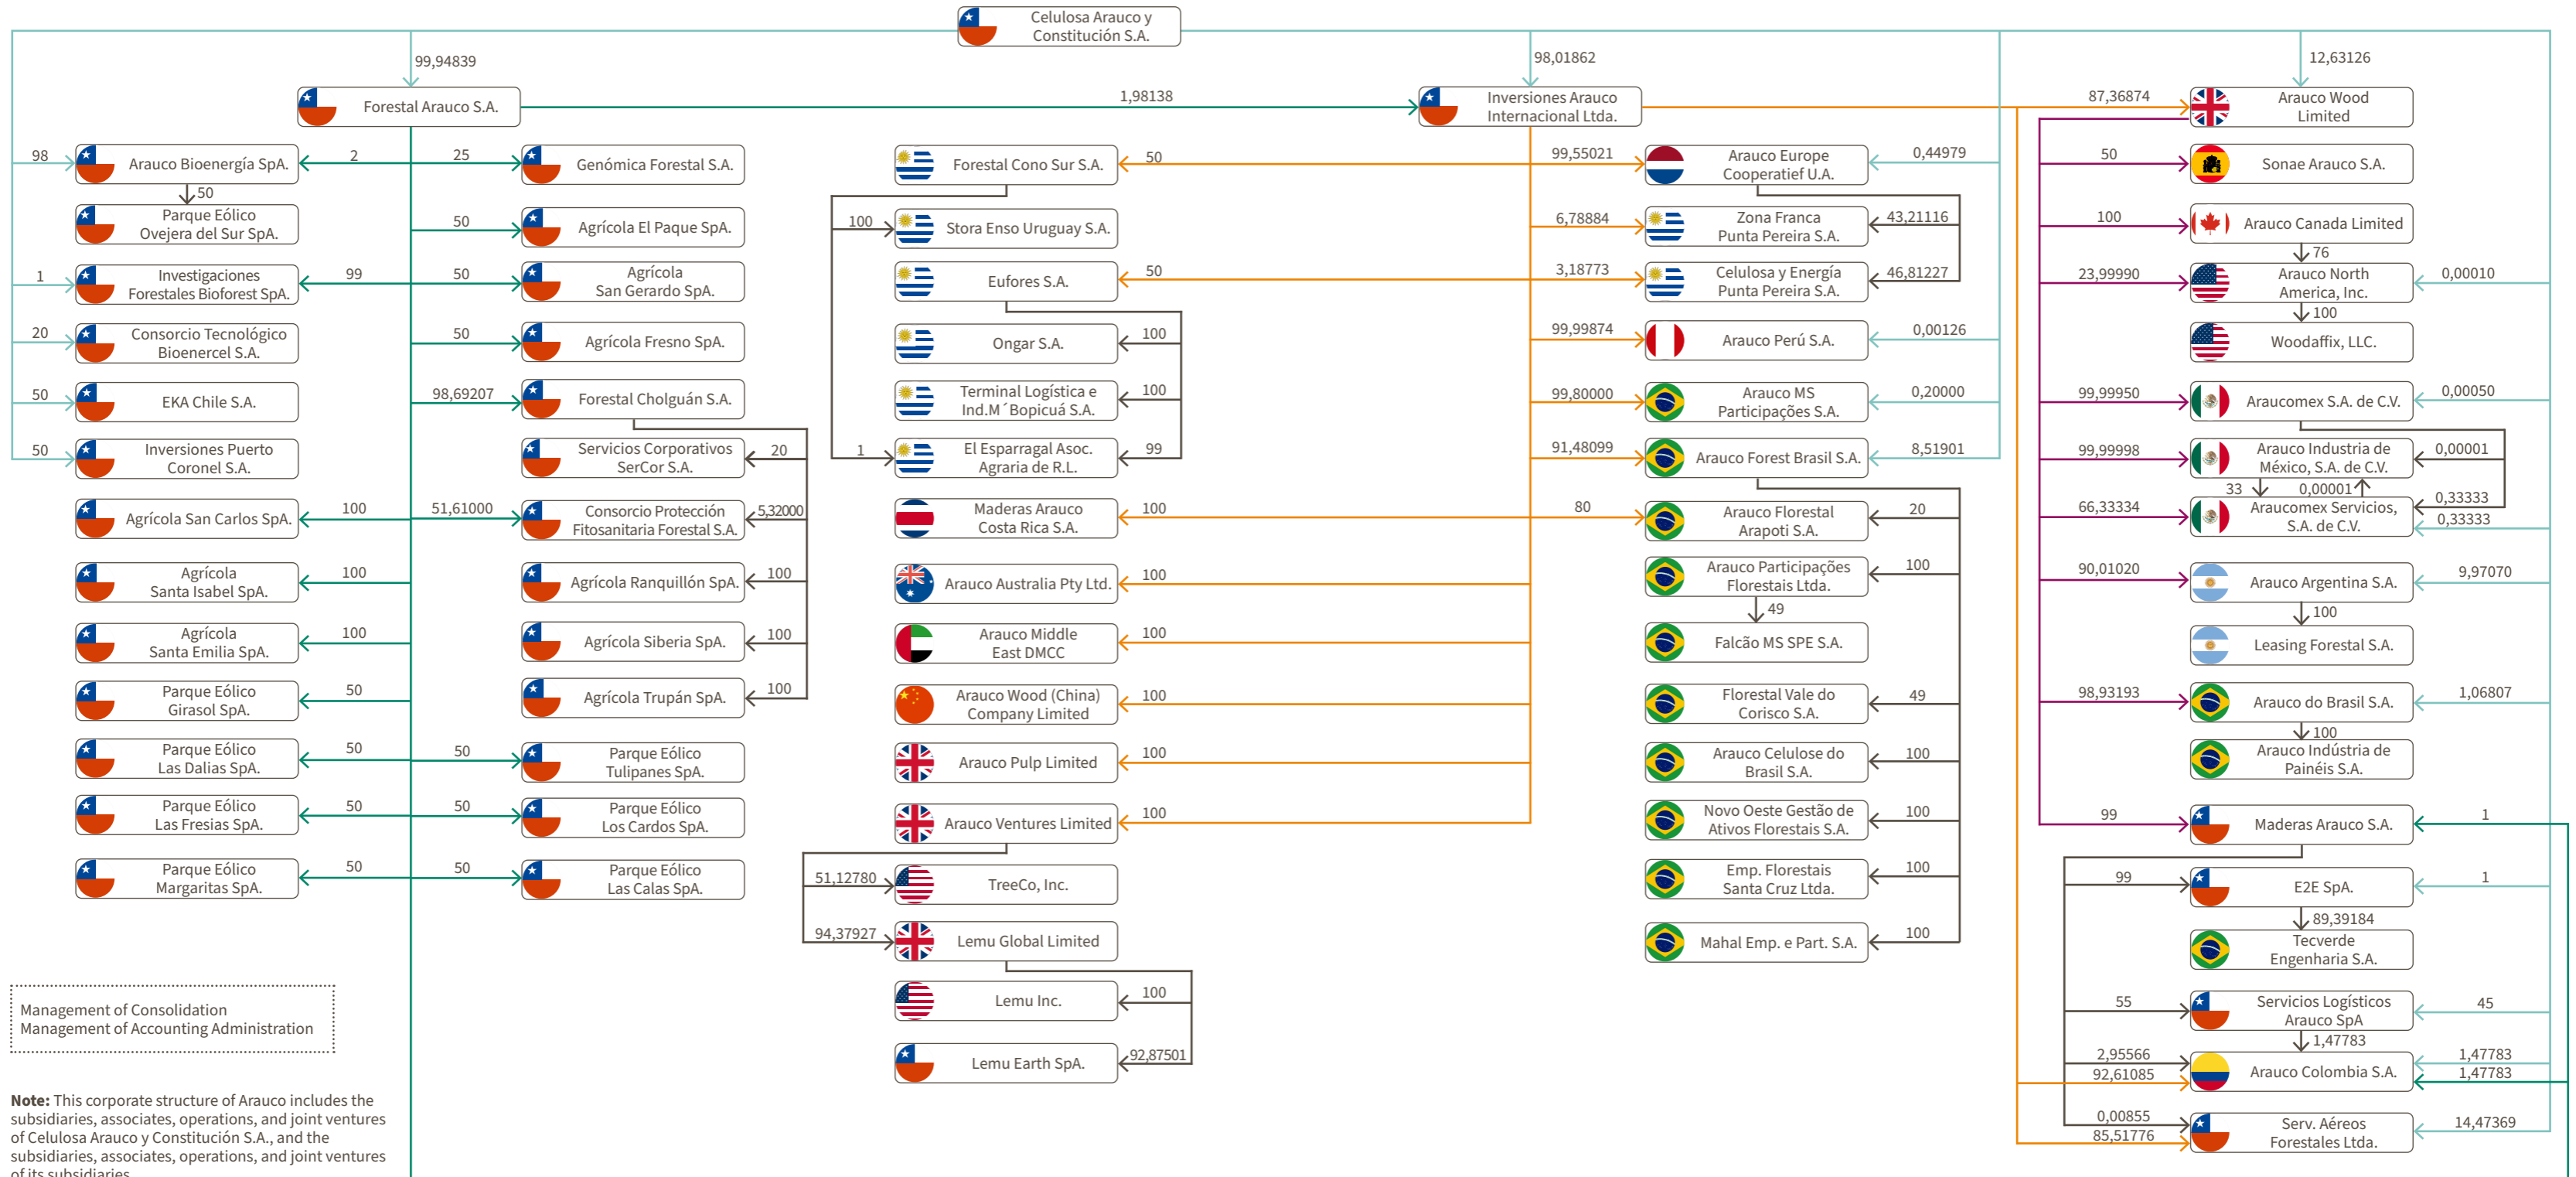 Celulosa Arauco y
Constitución S.A.
99,94839
98,01862
12,63126
Forestal Arauco S.A.
1,98138
Inversiones Arauco
Internacional Ltda.
87,36874
Arauco Wood
Limited
98
Arauco Bioenergía SpA.
2
25
Genómica Forestal S.A.
50
Parque Eólico
Ovejera del Sur SpA.
50
Agrícola El Paque SpA.
1
Investigaciones
Forestales Bioforest SpA.
99
50
Agrícola
San Gerardo SpA.
20
Consorcio Tecnológico
Bioenercel S.A.
50
Agrícola Fresno SpA.
50
EKA Chile S.A.
98,69207
Forestal Cholguán S.A.
50
Inversiones Puerto
Coronel S.A.
Servicios Corporativos
SerCor S.A.
20
Agrícola San Carlos SpA.
100
51,61000
Consorcio Protección
Fitosanitaria Forestal S.A.
5,32000
Agrícola
Santa Isabel SpA.
100
Agrícola Ranquillón SpA.
100
Agrícola
Santa Emilia SpA.
100
Agrícola Siberia SpA.
100
Parque Eólico
Girasol SpA.
50
Agrícola Trupán SpA.
100
Parque Eólico
Las Dalias SpA.
50
50
Parque Eólico
Tulipanes SpA.
Parque Eólico
Las Fresias SpA.
50
50
Parque Eólico
Los Cardos SpA.
Parque Eólico
Margaritas SpA.
50
50
Parque Eólico
Las Calas SpA.
Forestal Cono Sur S.A.
50
100
Stora Enso Uruguay S.A.
Eufores S.A.
50
Ongar S.A.
100
Terminal Logística e
Ind.M´Bopicuá S.A.
100
1
El Esparragal Asoc.
Agraria de R.L.
99
Maderas Arauco
Costa Rica S.A.
100
Arauco Australia Pty Ltd.
100
Arauco Middle
East DMCC
100
Arauco Wood (China)
Company Limited
100
Arauco Pulp Limited
100
Arauco Ventures Limited
100
51,12780
TreeCo, Inc.
94,37927
Lemu Global Limited
Lemu Inc.
100
Lemu Earth SpA.
92,87501
99,55021
Arauco Europe
Cooperatief U.A.
0,44979
6,78884
Zona Franca
Punta Pereira S.A.
43,21116
3,18773
Celulosa y Energía
Punta Pereira S.A.
46,81227
99,99874
Arauco Perú S.A.
0,00126
99,80000
Arauco MS
Participações S.A.
0,20000
91,48099
Arauco Forest Brasil S.A.
8,51901
80
Arauco Florestal
Arapoti S.A.
20
Arauco Participações
Florestais Ltda.
100
49
Falcão MS SPE S.A.
Florestal Vale do
Corisco S.A.
49
Arauco Celulose do
Brasil S.A.
100
Novo Oeste Gestão de
Ativos Florestais S.A.
100
Emp. Florestais
Santa Cruz Ltda.
100
Mahal Emp. e Part. S.A.
100
50
Sonae Arauco S.A.
100
Arauco Canada Limited
76
23,99990
Arauco North
America, Inc.
0,00010
100
Woodaffix, LLC.
99,99950
Araucomex S.A. de C.V.
0,00050
99,99998
Arauco Industria de
México, S.A. de C.V.
0,00001
33
0,00001
66,33334
Araucomex Servicios,
S.A. de C.V.
0,33333
0,33333
90,01020
Arauco Argentina S.A.
9,97070
100
Leasing Forestal S.A.
98,93193
Arauco do Brasil S.A.
1,06807
100
Arauco Indústria de
Painéis S.A.
99
Maderas Arauco S.A.
1
99
E2E SpA.
1
89,39184
Tecverde
Engenharia S.A.
55
Servicios Logísticos
Arauco SpA
45
1,47783
2,95566
92,61085
Arauco Colombia S.A.
1,47783
1,47783
0,00855
85,51776
Serv. Aéreos
Forestales Ltda.
14,47369
Management of Consolidation
Management of Accounting Administration
Note: This corporate structure of Arauco includes the
subsidiaries, associates, operations, and joint ventures
of Celulosa Arauco y Constitución S.A., and the
subsidiaries, associates, operations, and joint ventures
of its subsidiaries